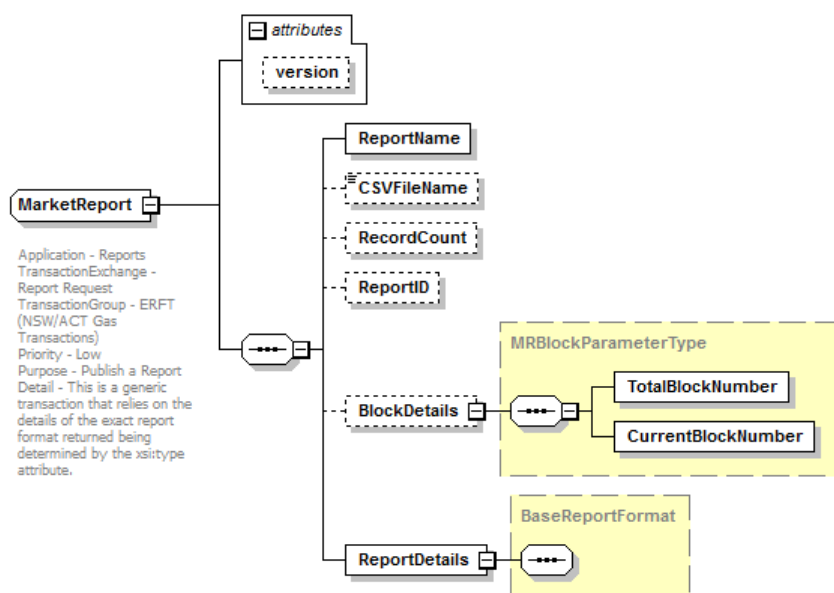 attributes
version
ReportName
CSVFileName
MarketReport
RecordCount
Application - Reports
TransactionExchange -
Report Request
TransactionGroup - ERFT
(NSW/ACT Gas
Transactions)
Priority - Low
Purpose - Publish a Report
Detail - This is a generic
transaction that relies on the
details of the exact report
format returned being
determined by the xsi:type
attribute.
ReportID
MRBlockParameterType
TotalBlockNumber
BlockDetails
CurrentBlockNumber
BaseReportFormat
ReportDetails